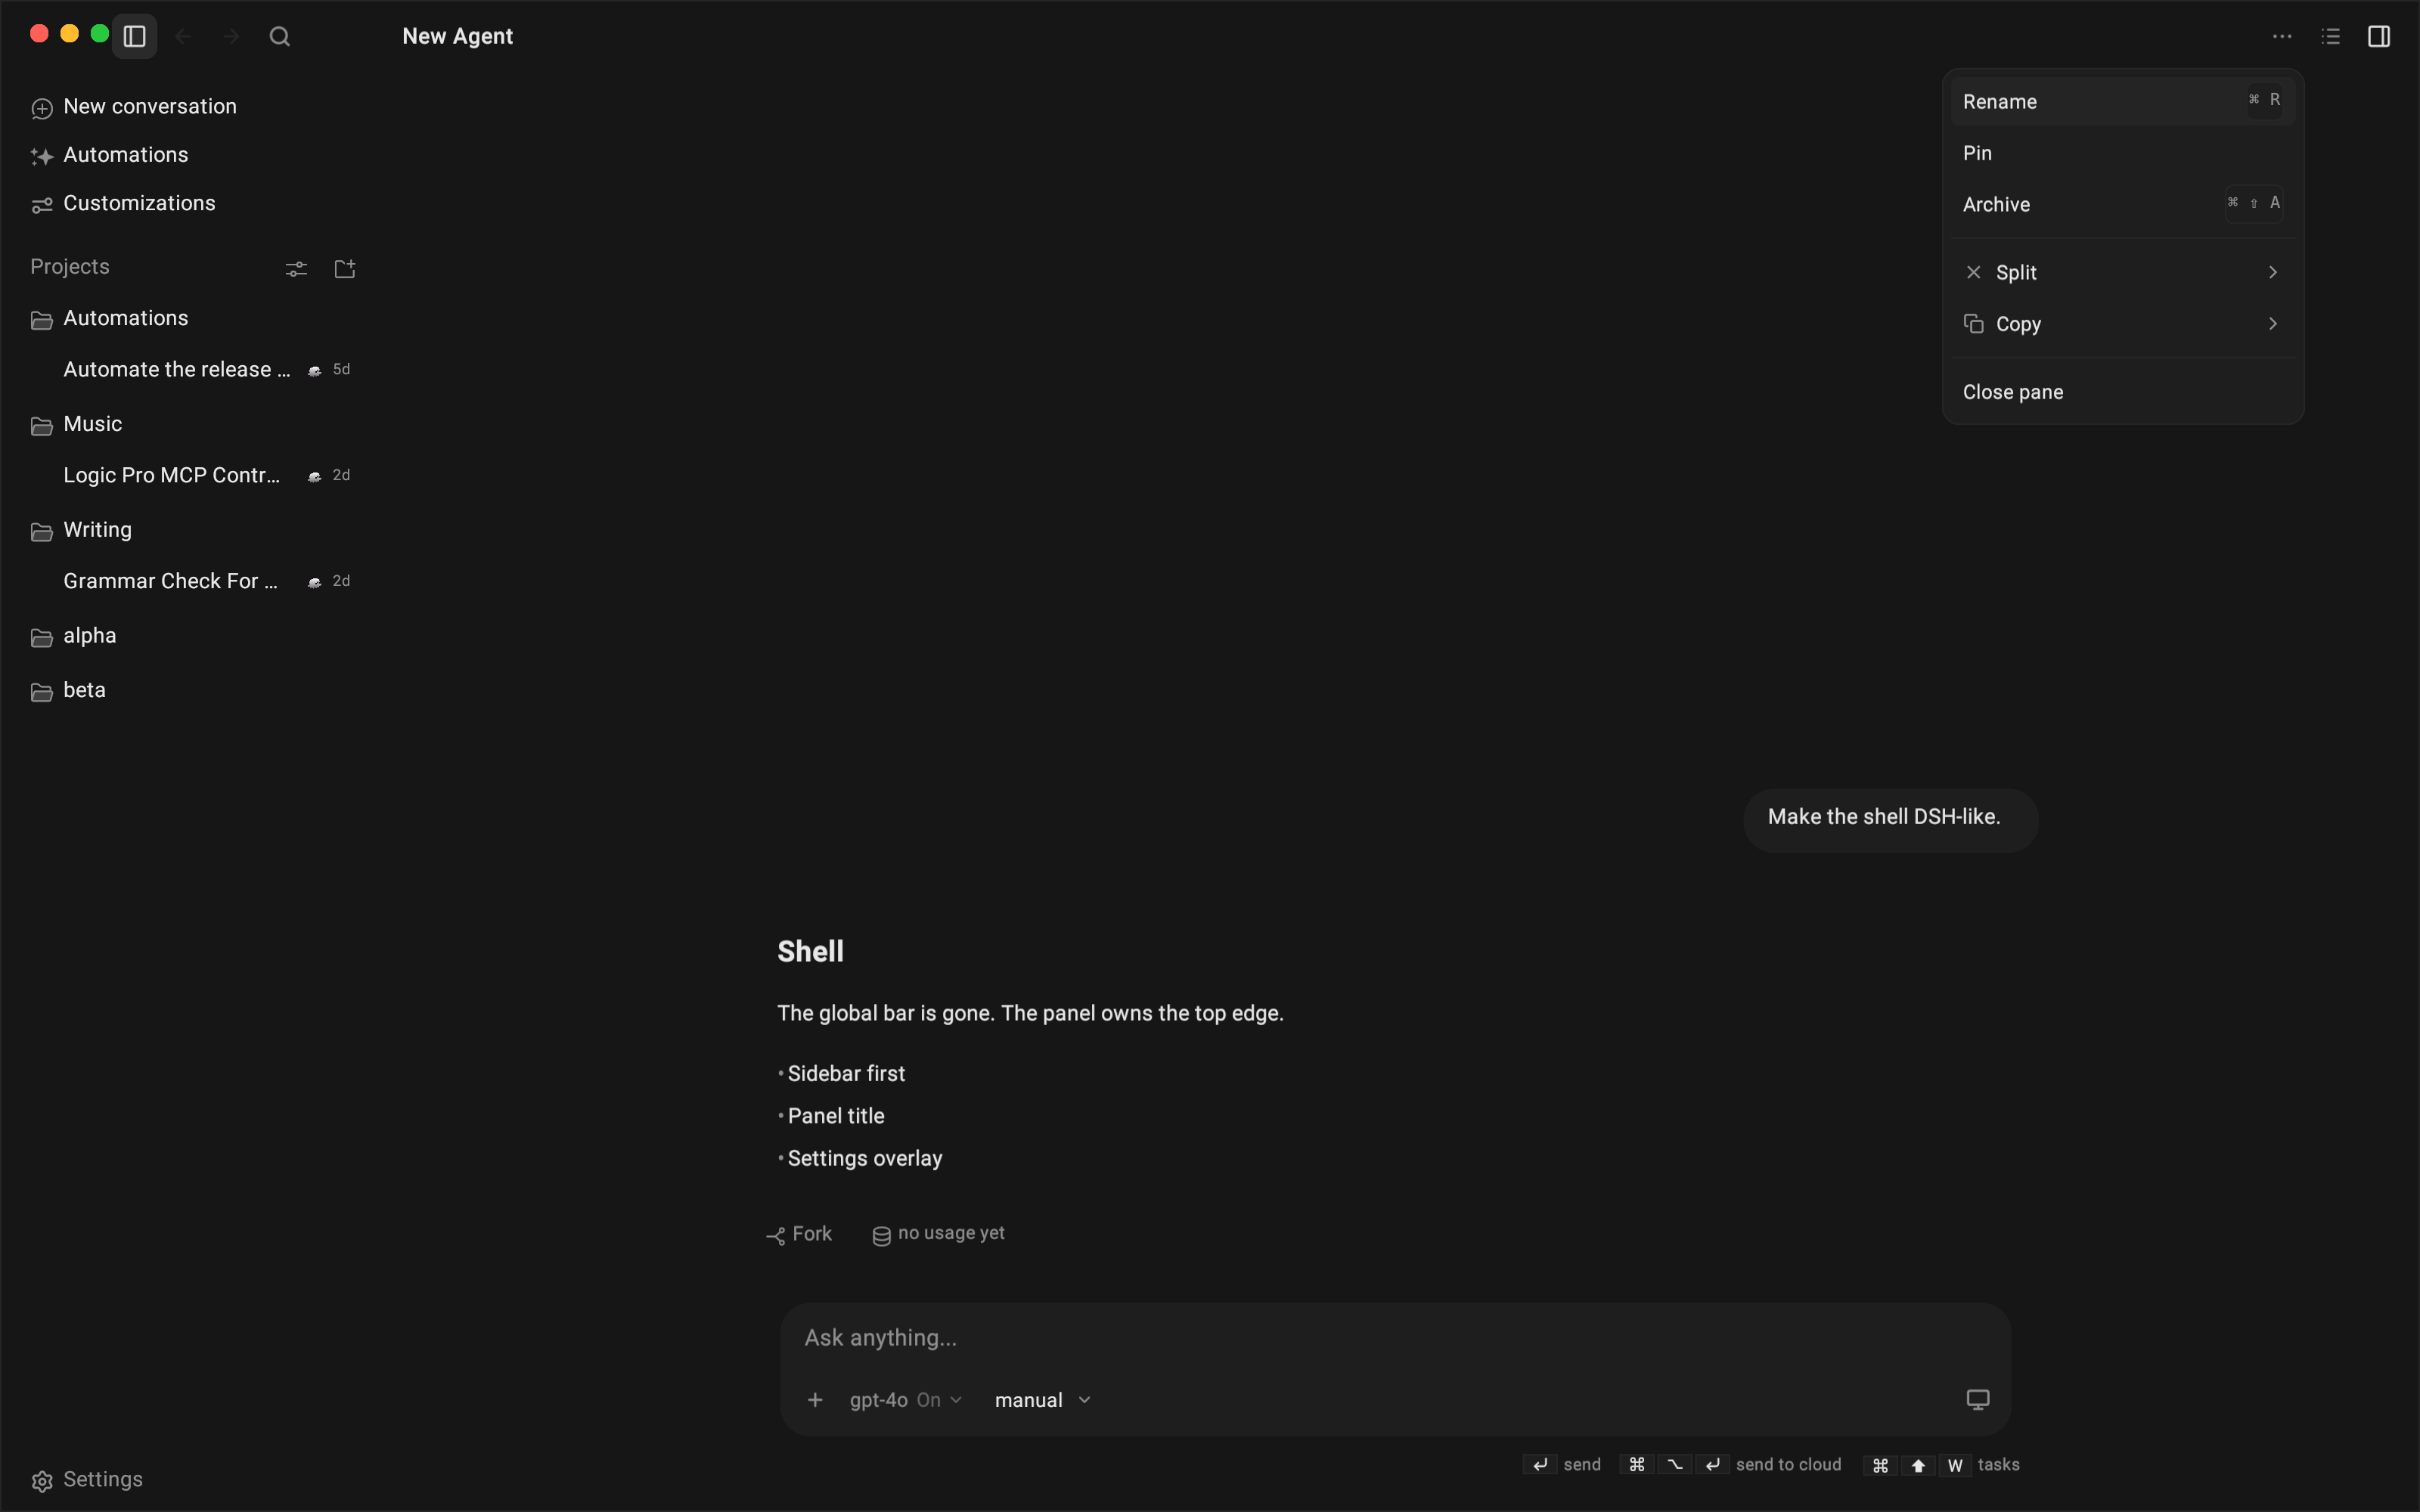 New Agent
New conversation
Automations
Customizations
Projects
Automations
Automate the release ... 5d
Music
Logic Pro MCP Contr... 2d
Writing
Grammar Check For ... 2d
alpha
beta
Settings
Rename ⌘ R
Pin
Archive ⌘ ⇧ A
Split
Copy
Close pane
Make the shell DSH-like.
Shell
The global bar is gone. The panel owns the top edge.
• Sidebar first
• Panel title
• Settings overlay
Fork no usage yet
Ask anything...
gpt-4o On manual
↵ send ⌘ ⌥ ↵ send to cloud ⌘ ⬆ W tasks